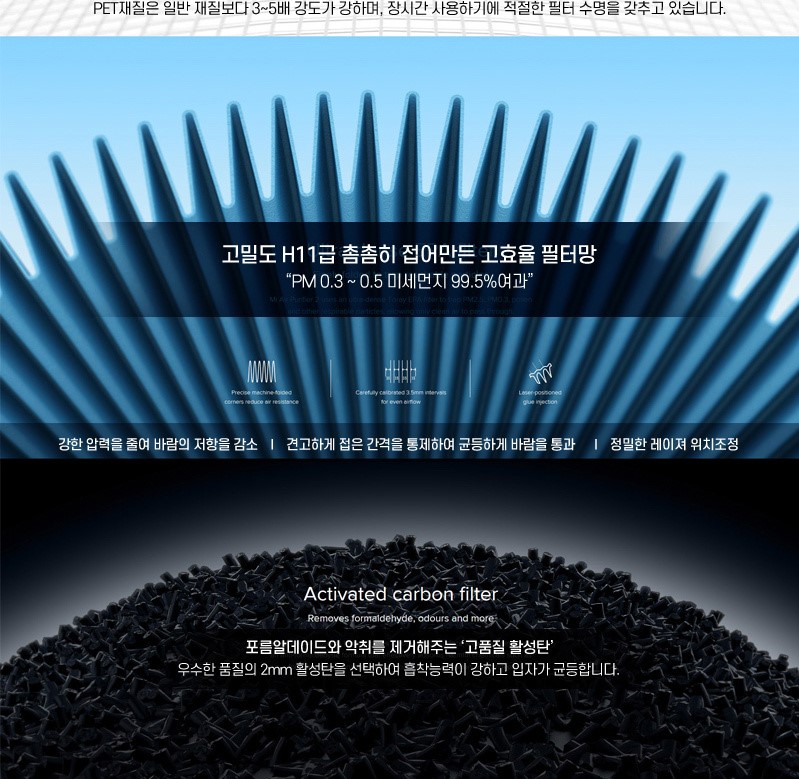 PET재질은 일반 재질보다 3~5배 강도가 강하며, 장시간 사용하기에 적절한 필터 수명을 갖추고 있습니다.
고밀도 H11급 촘촘히 접어만든 고효율 필터망
“PM 0.3 ~ 0.5 미세먼지 99.5%여과”
Precise machine-folded
corners reduce air resistance
Carefully calibrated 3.5mm intervals
for even airflow
Laser-positioned
glue injection
강한 압력을 줄여 바람의 저항을 감소 | 견고하게 접은 간격을 통제하여 균등하게 바람을 통과 | 정밀한 레이져 위치조정
Activated carbon filter
Removes formaldehyde, odours and more
포름알데이드와 악취를 제거해주는 ‘고품질 활성탄’
우수한 품질의 2mm 활성탄을 선택하여 흡착능력이 강하고 입자가 균등합니다.